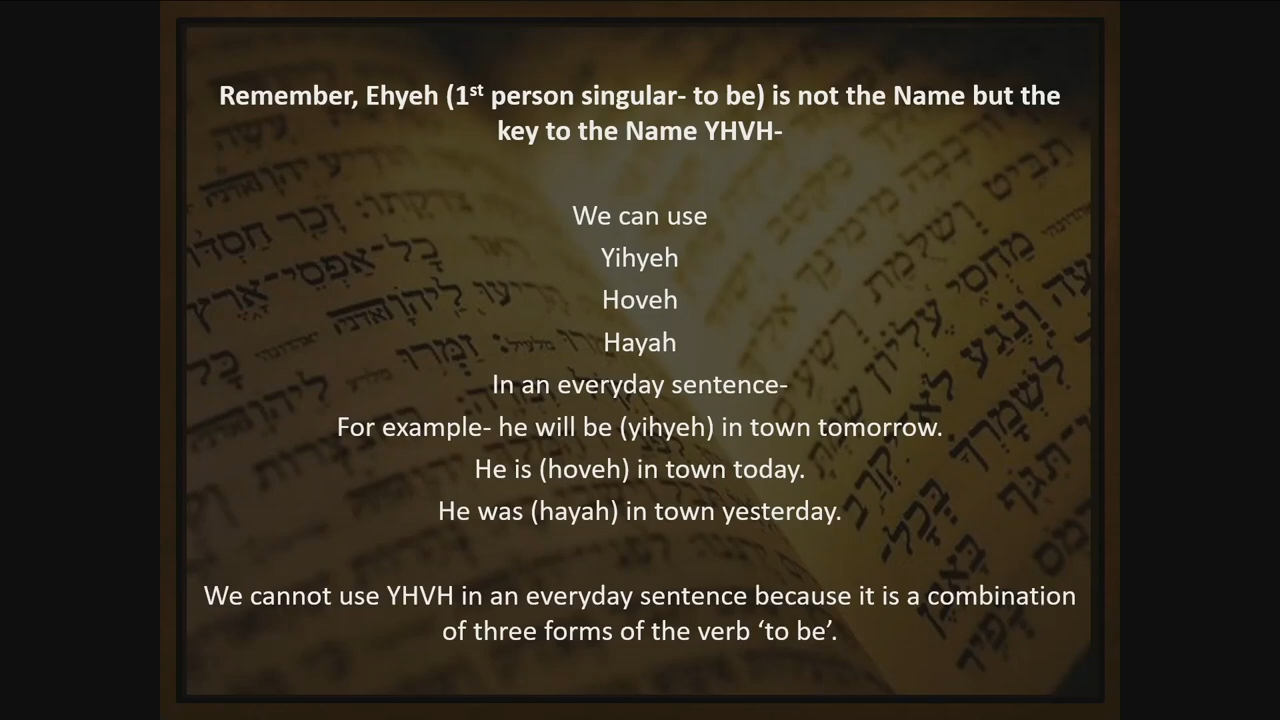 Remember, Ehyeh (1st person singular- to be) is not the Name but the
key to the Name YHVH-
We can use
Yihyeh
Hoveh
Hayah
In an everyday sentence-
For example- he will be (yihyeh) in town tomorrow.
He is (hoveh) in town today.
He was (hayah) in town yesterday.
We cannot use YHVH in an everyday sentence because it is a combination
of three forms of the verb ‘to be’.